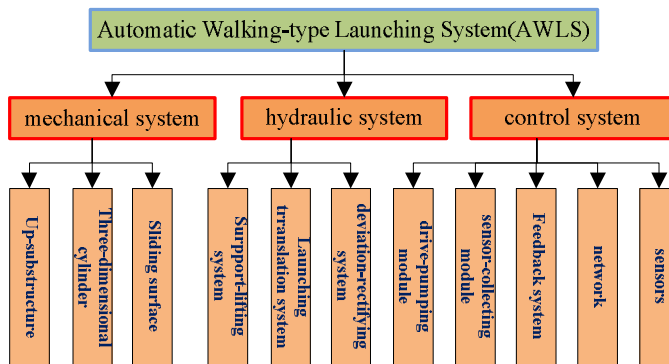 Automatic Walking-type Launching System(AWLS)
mechanical system
hydraulic system
control system
Up-substructure
Three-dimensional
cylinder
Sliding surface
Surpport-lifting
system
Launching
trranslation system
deviation-rectifying
system
drive-pumping
module
sensor-collecting
module
Feedback system
network
sensors